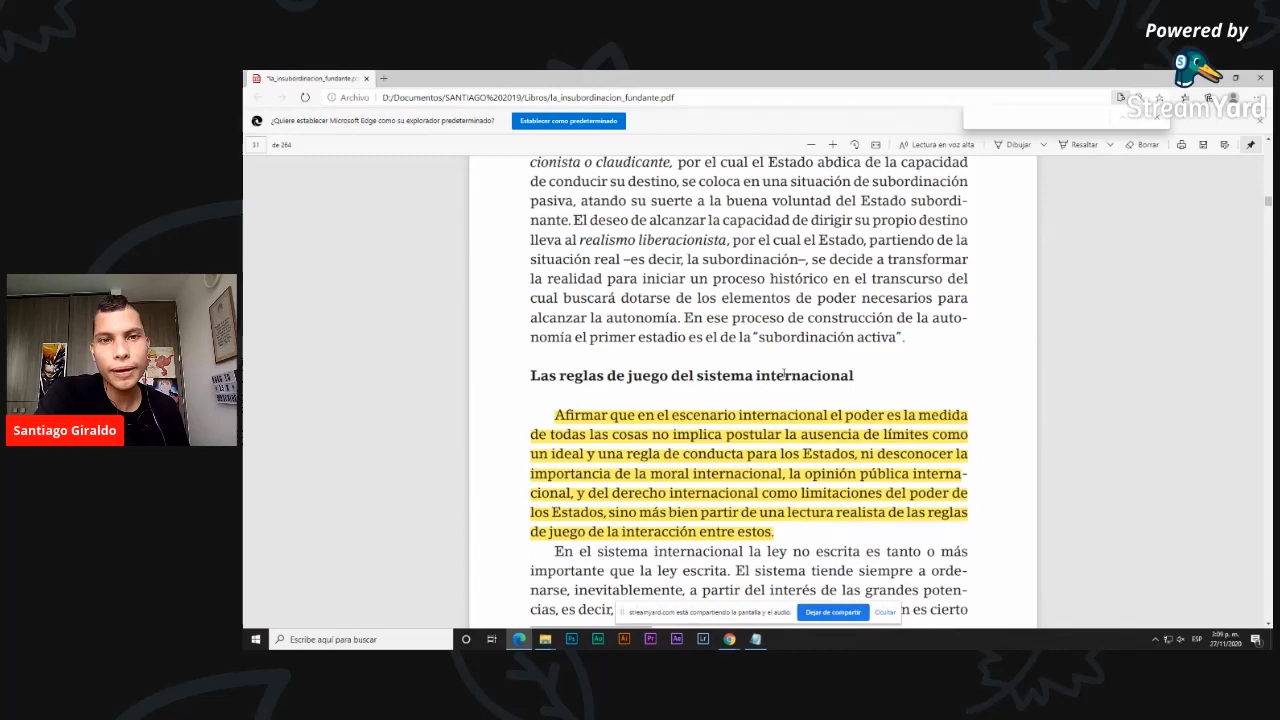 Powered by
StreamYard
"la_insubordinacion_fundante.p
Archivo D:/Documentos/SANTIAGO%202019/Libros/la_insubordinacion_fundante.pdf
¿Quiere establecer Microsoft Edge como su explorador predeterminado? Establecer como predeterminado
31 de 264 Lectura en voz alta Dibujar Resaltar Borrar
cionista o claudicante, por el cual el Estado abdica de la capacidad
de conducir su destino, se coloca en una situación de subordinación
pasiva, atando su suerte a la buena voluntad del Estado subordi-
nante. El deseo de alcanzar la capacidad de dirigir su propio destino
lleva al realismo liberacionista, por el cual el Estado, partiendo de la
situación real –es decir, la subordinación–, se decide a transformar
la realidad para iniciar un proceso histórico en el transcurso del
cual buscará dotarse de los elementos de poder necesarios para
alcanzar la autonomía. En ese proceso de construcción de la auto-
nomía el primer estadio es el de la "subordinación activa".
Las reglas de juego del sistema internacional
Afirmar que en el escenario internacional el poder es la medida
de todas las cosas no implica postular la ausencia de límites como
un ideal y una regla de conducta para los Estados, ni desconocer la
importancia de la moral internacional, la opinión pública interna-
cional, y del derecho internacional como limitaciones del poder de
los Estados, sino más bien partir de una lectura realista de las reglas
de juego de la interacción entre estos.
En el sistema internacional la ley no escrita es tanto o más
importante que la ley escrita. El sistema tiende siempre a orde-
narse, inevitablemente, a partir del interés de las grandes poten-
cias, es decir, n es cierto
streamyard.com está compartiendo la pantalla y el audio. Dejar de compartir Ocultar
Santiago Giraldo
Escribe aquí para buscar
Ps Au Ai Pr Ae Lr
ESP
3:09 p. m.
27/11/2020